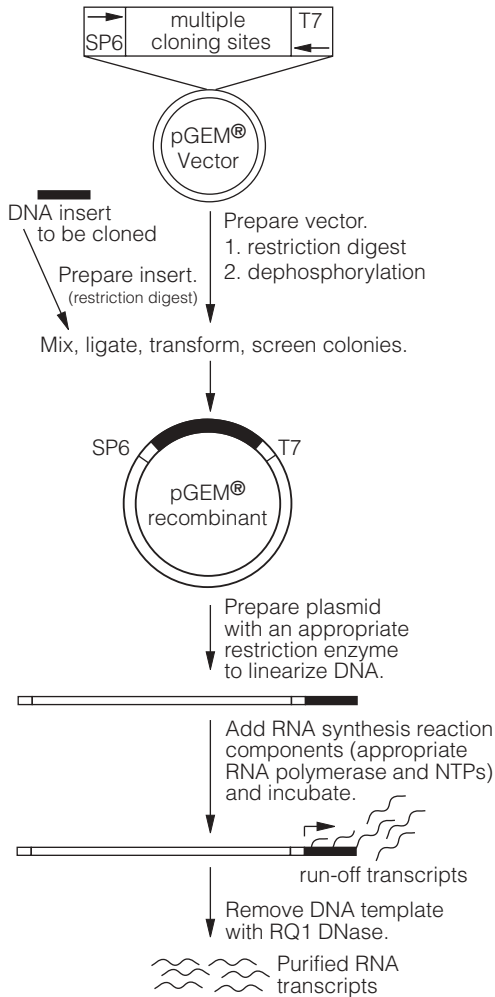 SP6
multiple
cloning sites
T7
pGEM®
Vector
DNA insert
to be cloned
Prepare vector.
1. restriction digest
2. dephosphorylation
Prepare insert.
(restriction digest)
Mix, ligate, transform, screen colonies.
SP6
T7
pGEM®
recombinant
Prepare plasmid
with an appropriate
restriction enzyme
to linearize DNA.
Add RNA synthesis reaction
components (appropriate
RNA polymerase and NTPs)
and incubate.
run-off transcripts
Remove DNA template
with RQ1 DNase.
Purified RNA
transcripts